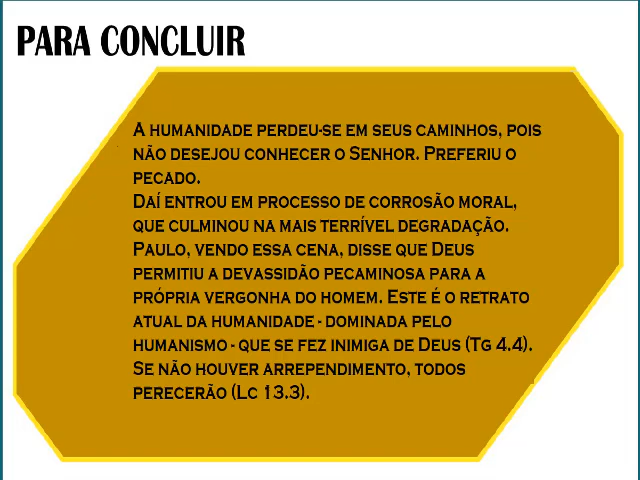 PARA CONCLUIR
A HUMANIDADE PERDEU-SE EM SEUS CAMINHOS, POIS
NÃO DESEJOU CONHECER O SENHOR. PREFERIU O
PECADO.
DAÍ ENTROU EM PROCESSO DE CORROSÃO MORAL,
QUE CULMINOU NA MAIS TERRÍVEL DEGRADAÇÃO.
PAULO, VENDO ESSA CENA, DISSE QUE DEUS
PERMITIU A DEVASSIDÃO PECAMINOSA PARA A
PRÓPRIA VERGONHA DO HOMEM. ESTE É O RETRATO
ATUAL DA HUMANIDADE - DOMINADA PELO
HUMANISMO - QUE SE FEZ INIMIGA DE DEUS (TG 4.4).
SE NÃO HOUVER ARREPENDIMENTO, TODOS
PERECERÃO (LC 13.3).